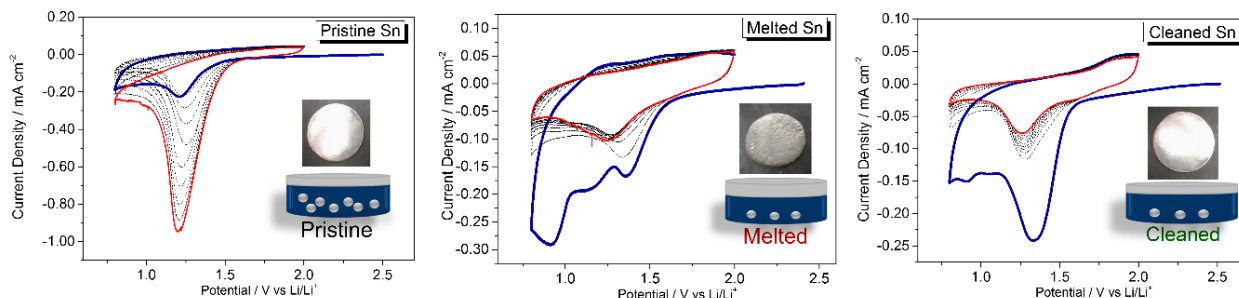 Pristine Sn
0.20
0.00
-0.20
-0.40
-0.60
-0.80
-1.00
Current Density / mA cm⁻²
Pristine
1.0 1.5 2.0 2.5
Potential / V vs Li/Li⁺
Melted Sn
0.10
0.05
0.00
-0.05
-0.10
-0.15
-0.20
-0.25
-0.30
Current Density / mA cm⁻²
Melted
1.0 1.5 2.0 2.5
Potential / V vs Li/Li⁺
Cleaned Sn
0.10
0.05
0.00
-0.05
-0.10
-0.15
-0.20
-0.25
Current Density / mA cm⁻²
Cleaned
1.0 1.5 2.0 2.5
Potential / V vs Li/Li⁺